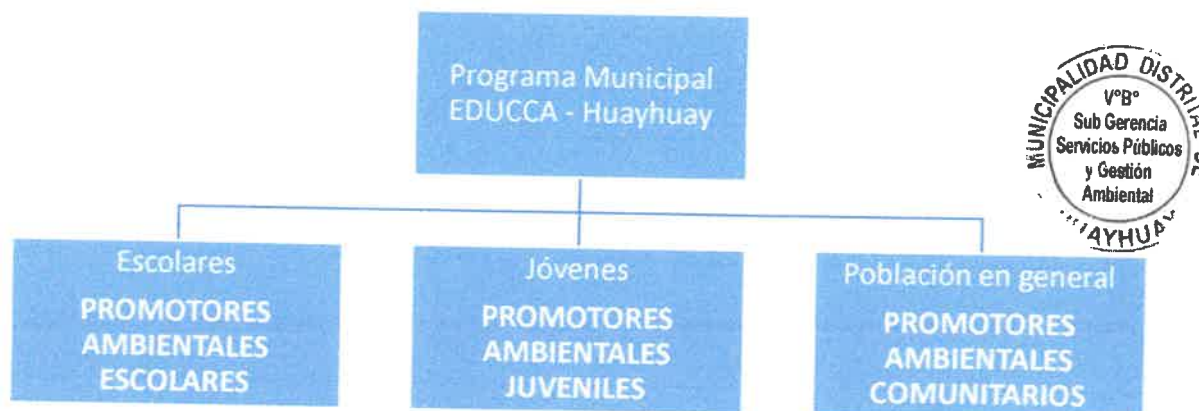 Programa Municipal
EDUCCA - Huayhuay
MUNICIPALIDAD DISTRITAL DE
V°B°
Sub Gerencia
Servicios Públicos
y Gestión
Ambiental
HUAYHUAY
Escolares
PROMOTORES
AMBIENTALES
ESCOLARES
Jóvenes
PROMOTORES
AMBIENTALES
JUVENILES
Población en general
PROMOTORES
AMBIENTALES
COMUNITARIOS